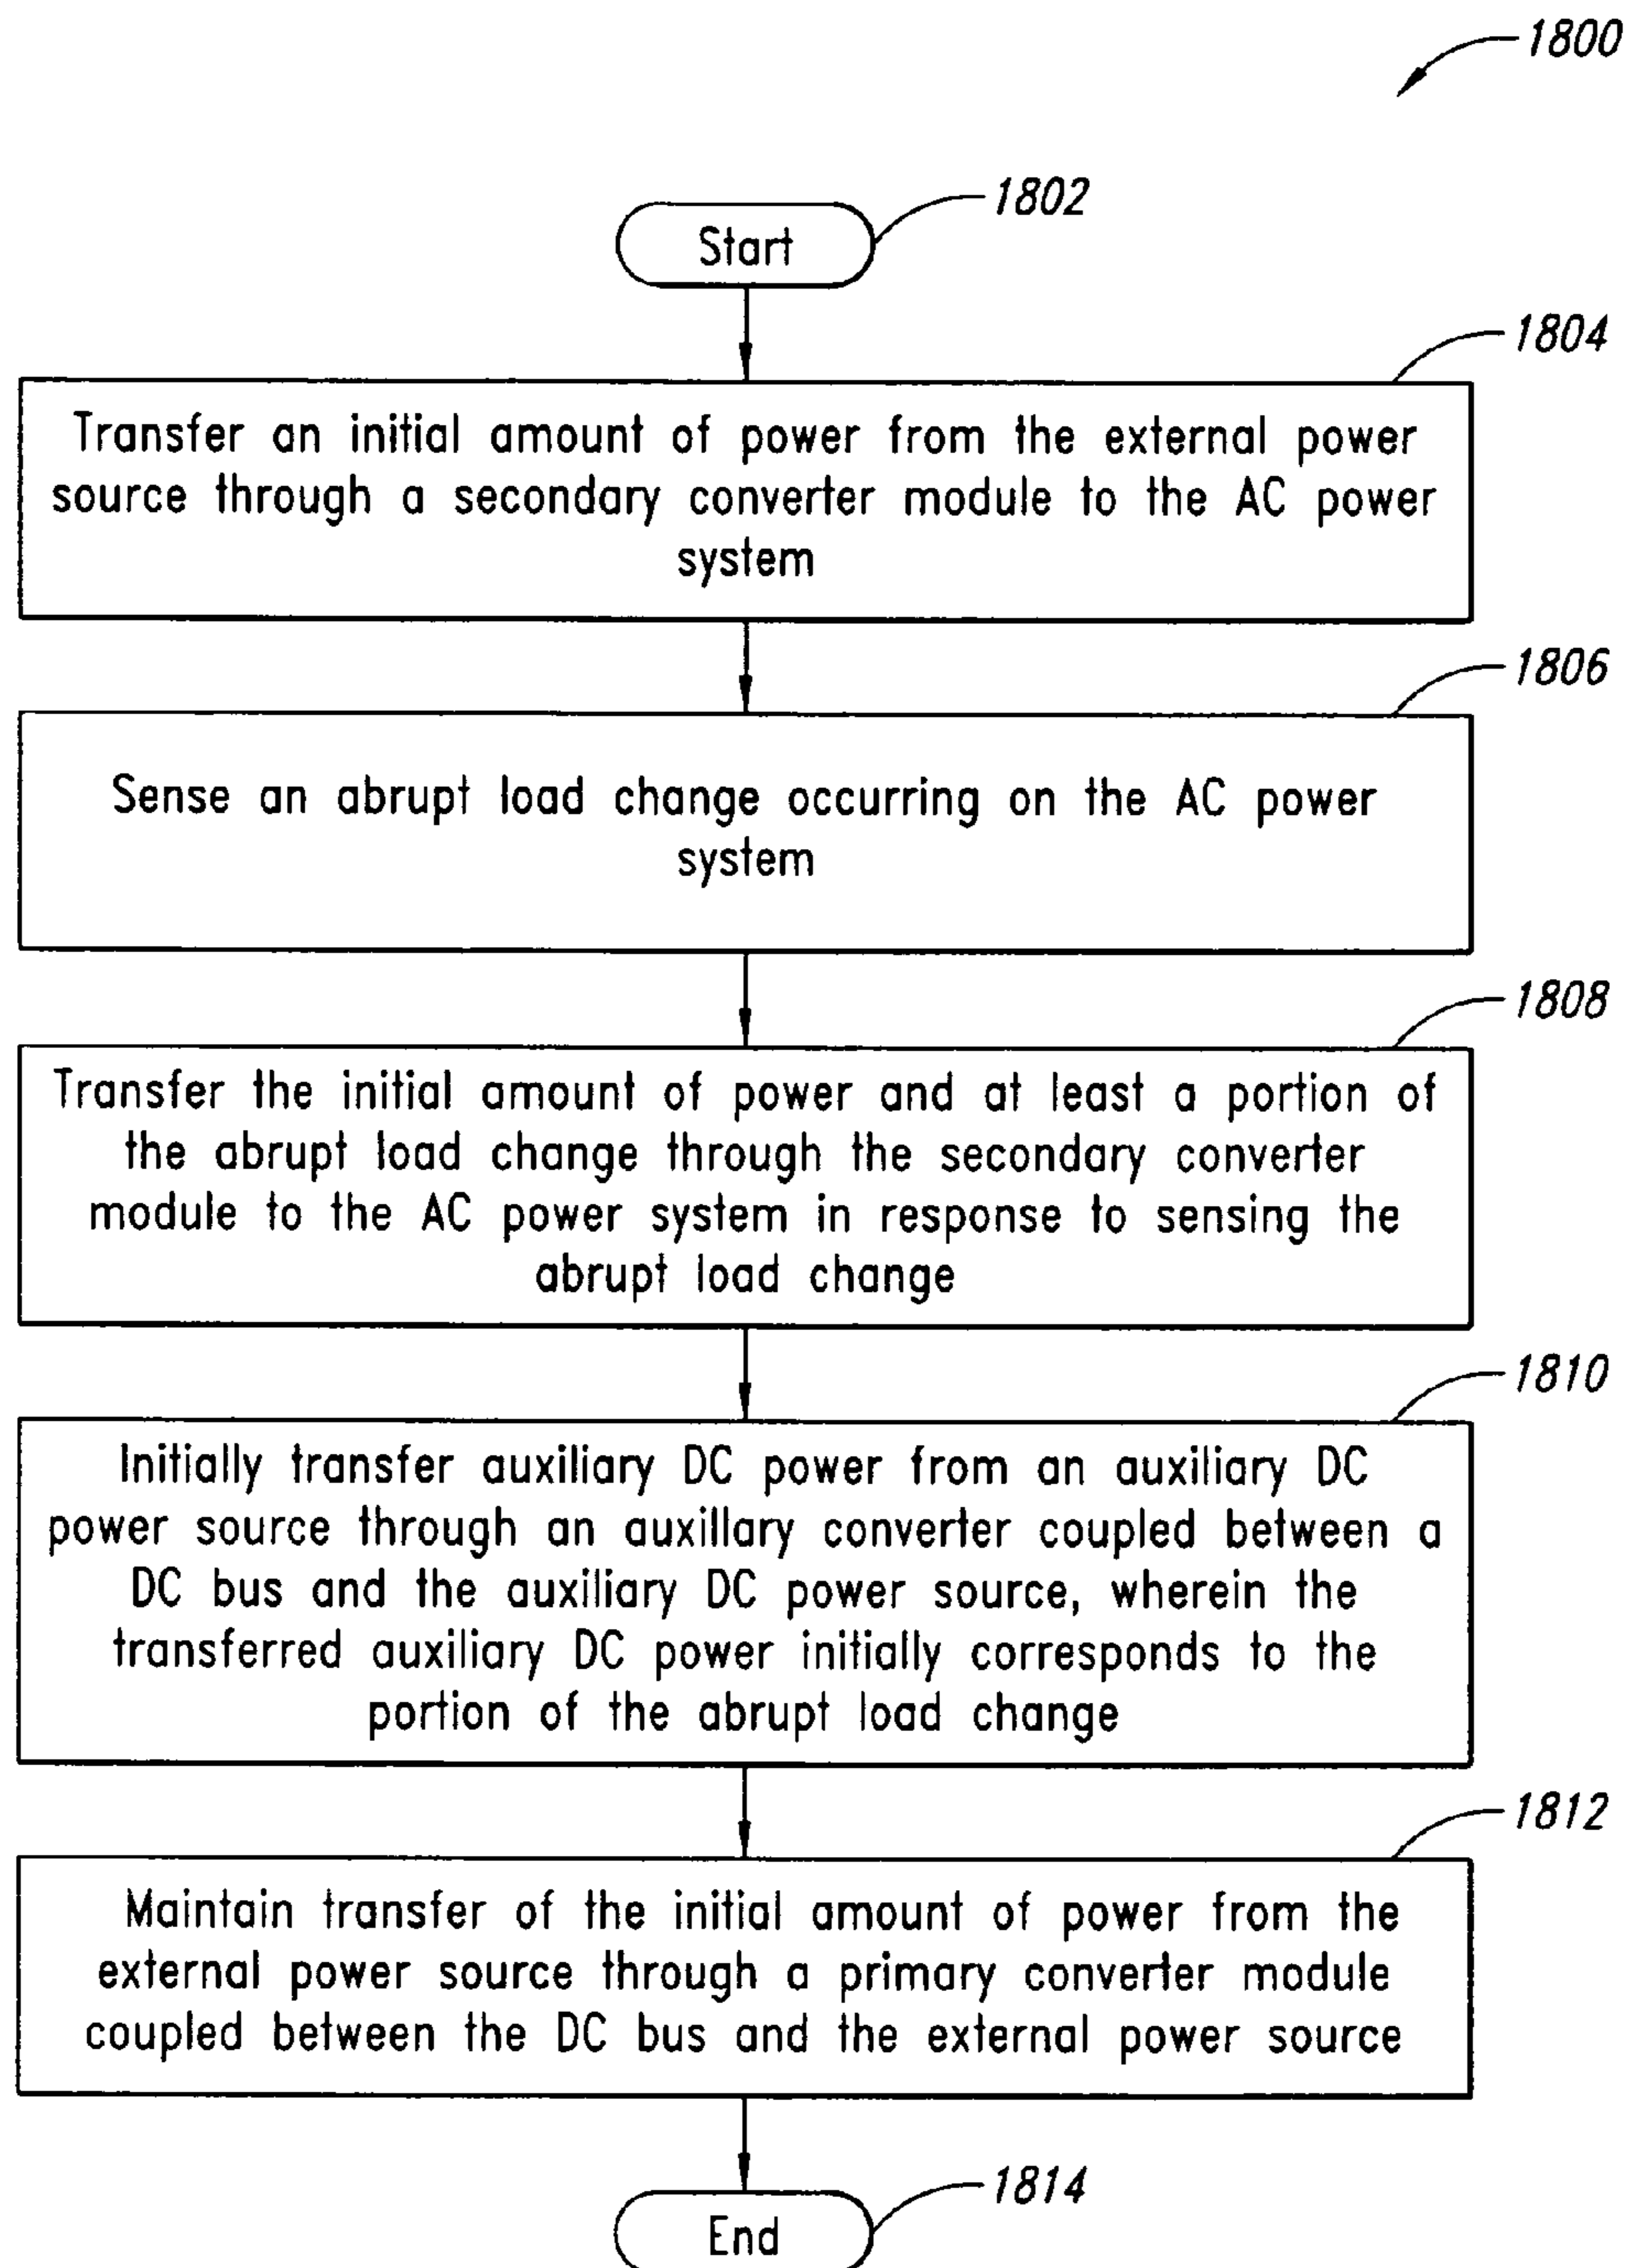 1800
1802
Start
1804
Transfer an initial amount of power from the external power
source through a secondary converter module to the AC power
system
1806
Sense an abrupt load change occurring on the AC power
system
1808
Transfer the initial amount of power and at least a portion of
the abrupt load change through the secondary converter
module to the AC power system in response to sensing the
abrupt load change
1810
Initially transfer auxiliary DC power from an auxiliary DC
power source through an auxillary converter coupled between a
DC bus and the auxiliary DC power source, wherein the
transferred auxiliary DC power initially corresponds to the
portion of the abrupt load change
1812
Maintain transfer of the initial amount of power from the
external power source through a primary converter module
coupled between the DC bus and the external power source
1814
End